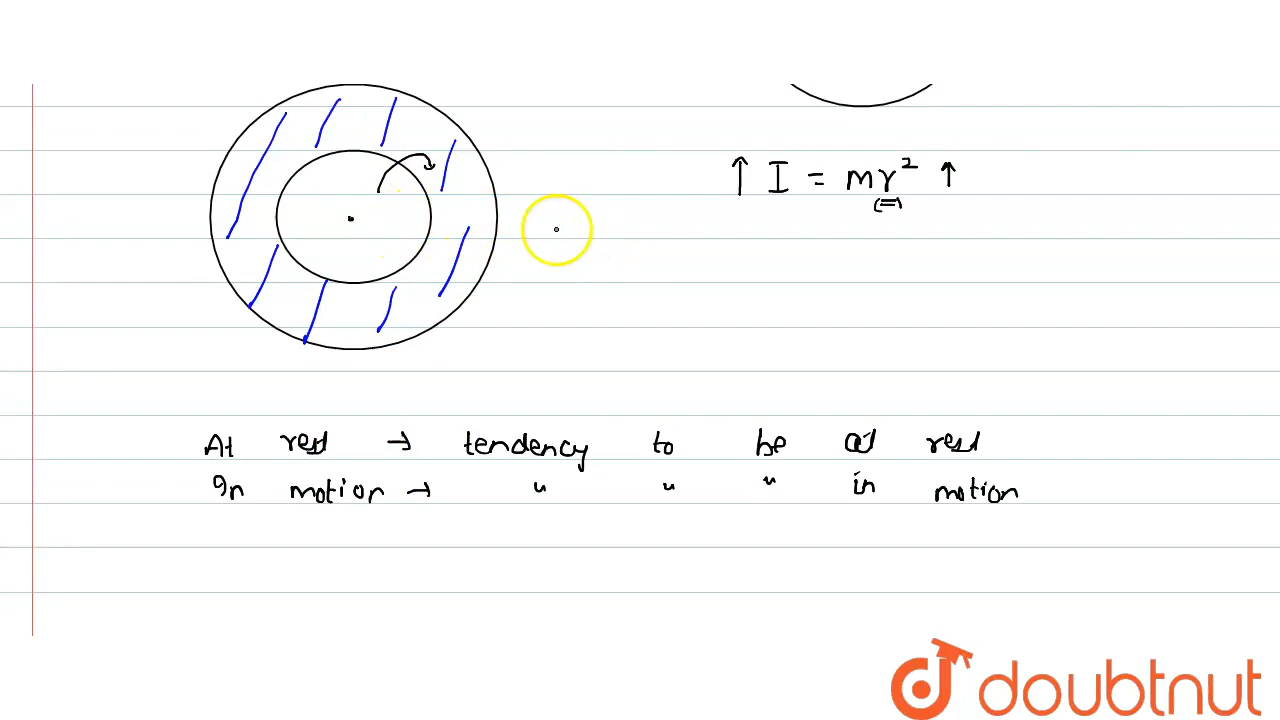 ↑ I = mr² ↑
(=)
At rest → tendency to be at rest
In motion → " " " in motion
doubtnut